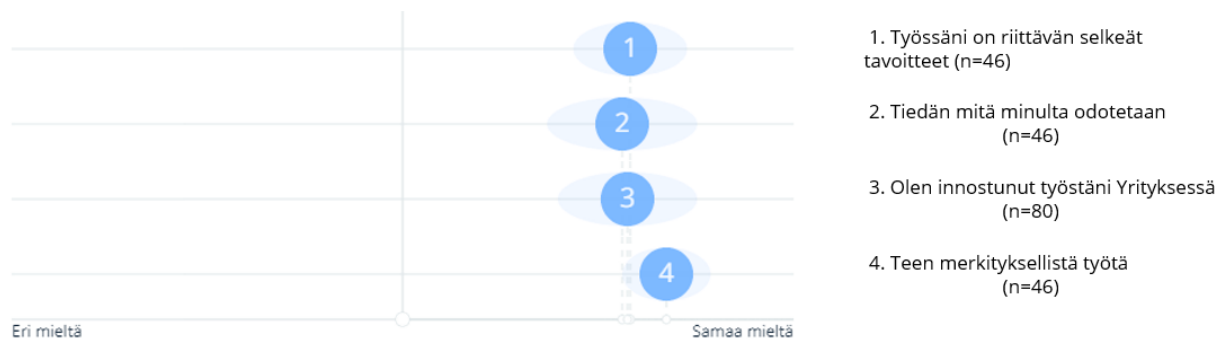 1
2
3
4
Eri mieltä
Samaa mieltä
1. Työssäni on riittävän selkeät
tavoitteet (n=46)
2. Tiedän mitä minulta odotetaan
(n=46)
3. Olen innostunut työstäni Yrityksessä
(n=80)
4. Teen merkityksellistä työtä
(n=46)